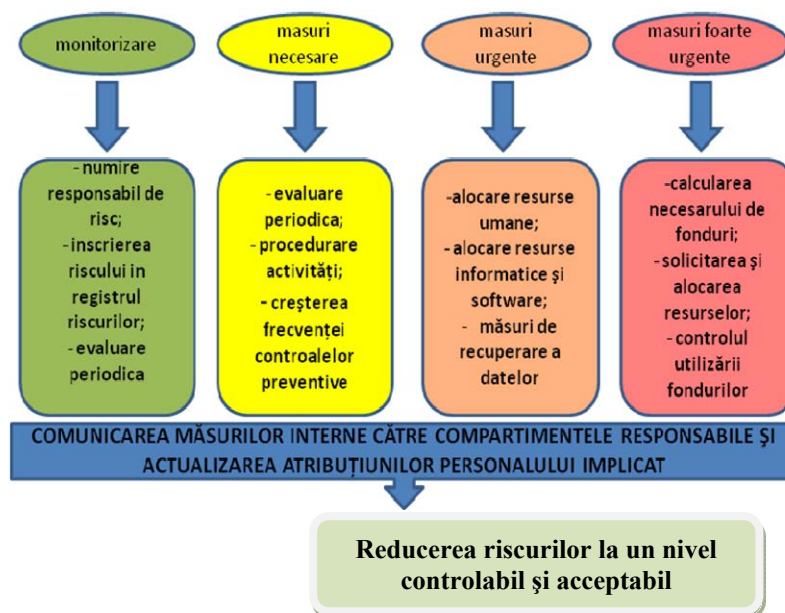 monitorizare
masuri
necesare
masuri
urgente
masuri foarte
urgente
- numire
responsabil de
risc;
- inscrierea
riscului in
registrul
riscurilor;
- evaluare
periodica
- evaluare
periodica;
- procedurare
activități;
- creșterea
frecvenței
controalelor
preventive
-alocare resurse
umane;
- alocare resurse
informatice și
software;
- măsuri de
recuperare a
datelor
-calcularea
necesarului de
fonduri;
-solicitarea și
alocarea
resurselor;
- controlul
utilizării
fondurilor
COMUNICAREA MĂSURILOR INTERNE CĂTRE COMPARTIMENTELE RESPONSABILE ŞI
ACTUALIZAREA ATRIBUȚIUNILOR PERSONALULUI IMPLICAT
Reducerea riscurilor la un nivel
controlabil şi acceptabil